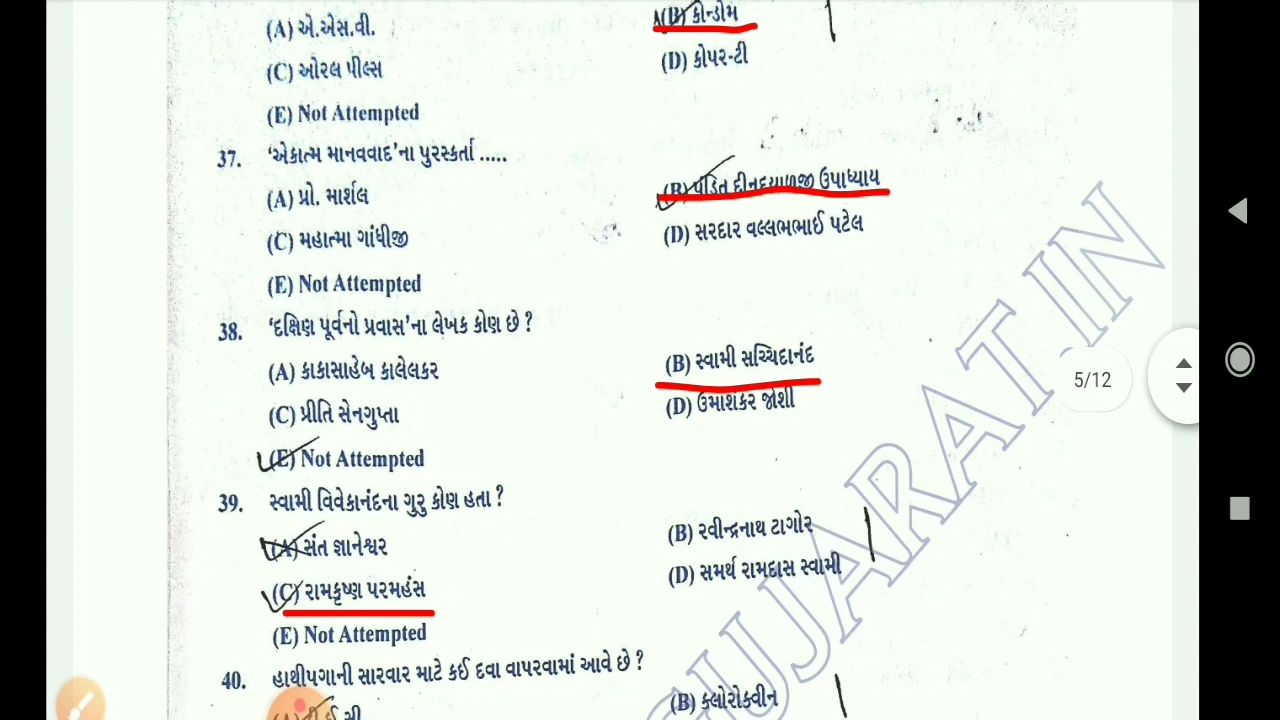 (A) એ.એસ.વી.
(B) કોન્ડોમ
(C) ઓરલ પીલ્સ
(D) કોપર-ટી
(E) Not Attempted
37. ‘એકાત્મ માનવવાદ’ના પુરસ્કર્તા .....
(A) પ્રો. માર્શલ
(B) પંડિત દીનદયાળજી ઉપાધ્યાય
(C) મહાત્મા ગાંધીજી
(D) સરદાર વલ્લભભાઈ પટેલ
(E) Not Attempted
38. ‘દક્ષિણ પૂર્વનો પ્રવાસ’ના લેખક કોણ છે ?
(A) કાકાસાહેબ કાલેલકર
(B) સ્વામી સચ્ચિદાનંદ
(C) પ્રીતિ સેનગુપ્તા
(D) ઉમાશંકર જોશી
(E) Not Attempted
39. સ્વામી વિવેકાનંદના ગુરુ કોણ હતા ?
(A) સંત જ્ઞાનેશ્વર
(B) રવીન્દ્રનાથ ટાગોર
(C) રામકૃષ્ણ પરમહંસ
(D) સમર્થ રામદાસ સ્વામી
(E) Not Attempted
40. હાથીપગાની સારવાર માટે કઈ દવા વાપરવામાં આવે છે ?
(B) ક્લોરોક્વીન
5/12
GUJARAT IN